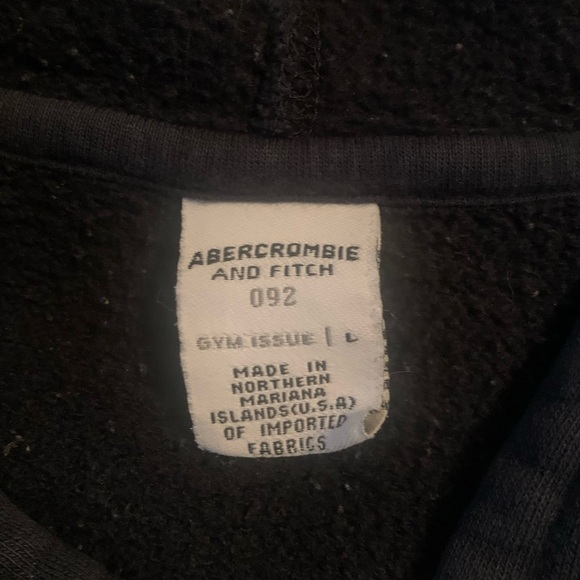 ABERCROMBIE
AND FITCH
092
GYM ISSUE | L
MADE IN
NORTHERN
MARIANA
ISLANDS(U.S.A)
OF IMPORTED
FABRICS